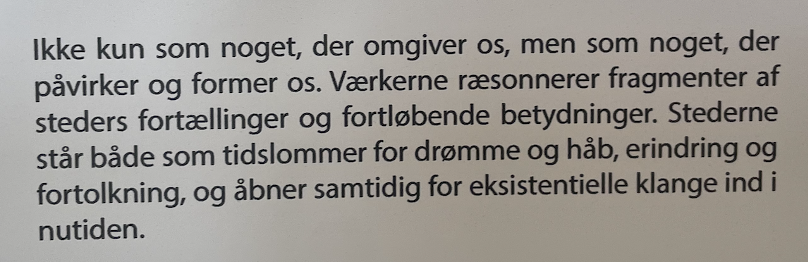 Ikke kun som noget, der omgiver os, men som noget, der
påvirker og former os. Værkerne ræsonnerer fragmenter af
steders fortællinger og fortløbende betydninger. Stederne
står både som tidslommer for drømme og håb, erindring og
fortolkning, og åbner samtidig for eksistentielle klange ind i
nutiden.